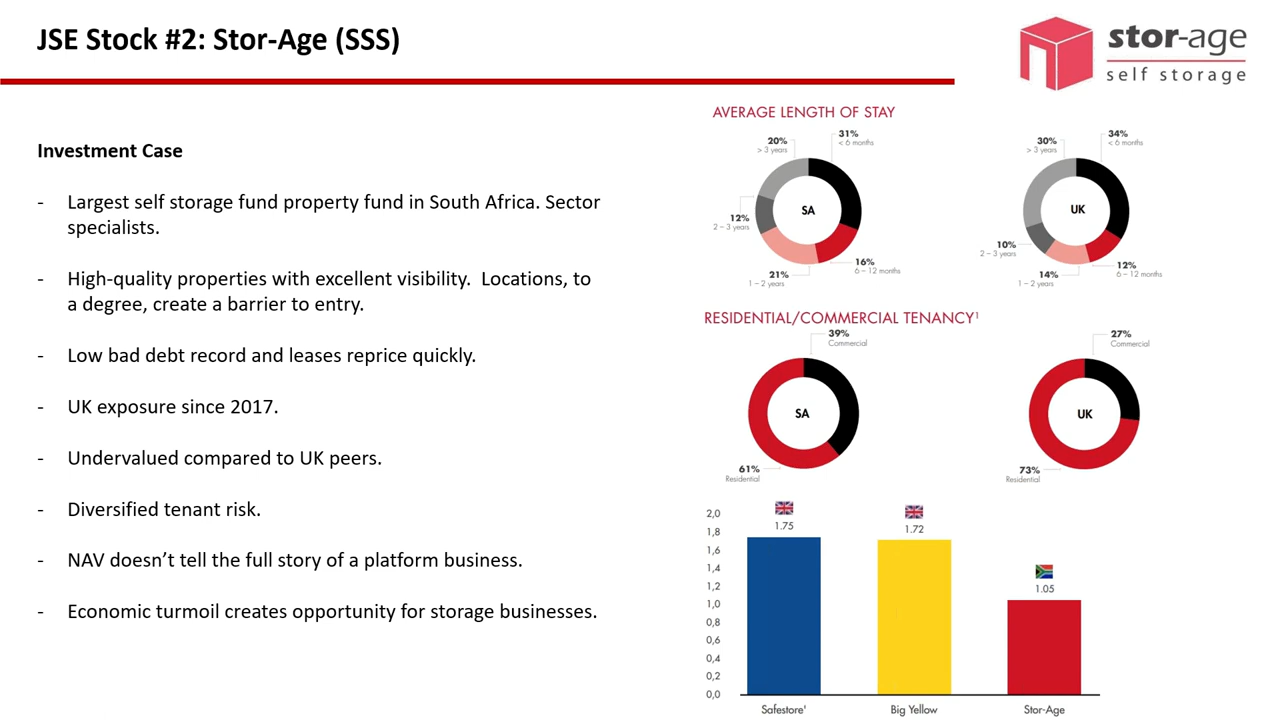 JSE Stock #2: Stor-Age (SSS)
stor-age
self storage
Investment Case
- Largest self storage fund property fund in South Africa. Sector
specialists.
- High-quality properties with excellent visibility.  Locations, to
a degree, create a barrier to entry.
- Low bad debt record and leases reprice quickly.
- UK exposure since 2017.
- Undervalued compared to UK peers.
- Diversified tenant risk.
- NAV doesn’t tell the full story of a platform business.
- Economic turmoil creates opportunity for storage businesses.
AVERAGE LENGTH OF STAY
20%
> 3 years
31%
< 6 months
12%
2 – 3 years
SA
16%
6 – 12 months
21%
1 – 2 years
30%
> 3 years
34%
< 6 months
UK
10%
2 – 3 years
12%
6 – 12 months
14%
1 – 2 years
RESIDENTIAL/COMMERCIAL TENANCY¹
39%
Commercial
SA
61%
Residential
27%
Commercial
UK
73%
Residential
2,0
1,8
1,6
1,4
1,2
1,0
0,8
0,6
0,4
0,2
0,0
1.75
1.72
1.05
Safestore¹
Big Yellow
Stor-Age